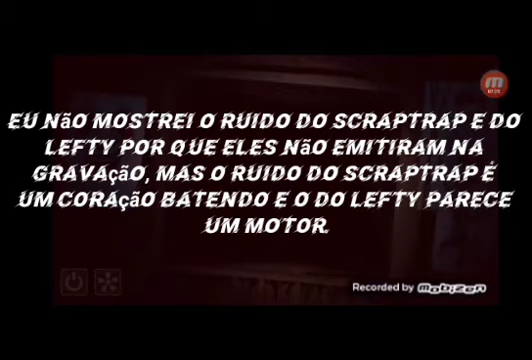 EU NãO MOSTREI O RUIDO DO SCRAPTRAP E DO
LEFTY POR QUE ELES NãO EMITIRAM NA
GRAVAçãO, MAS O RUIDO DO SCRAPTRAP É
UM CORAçãO BATENDO E O DO LEFTY PARECE
UM MOTOR.
Recorded by mobizen